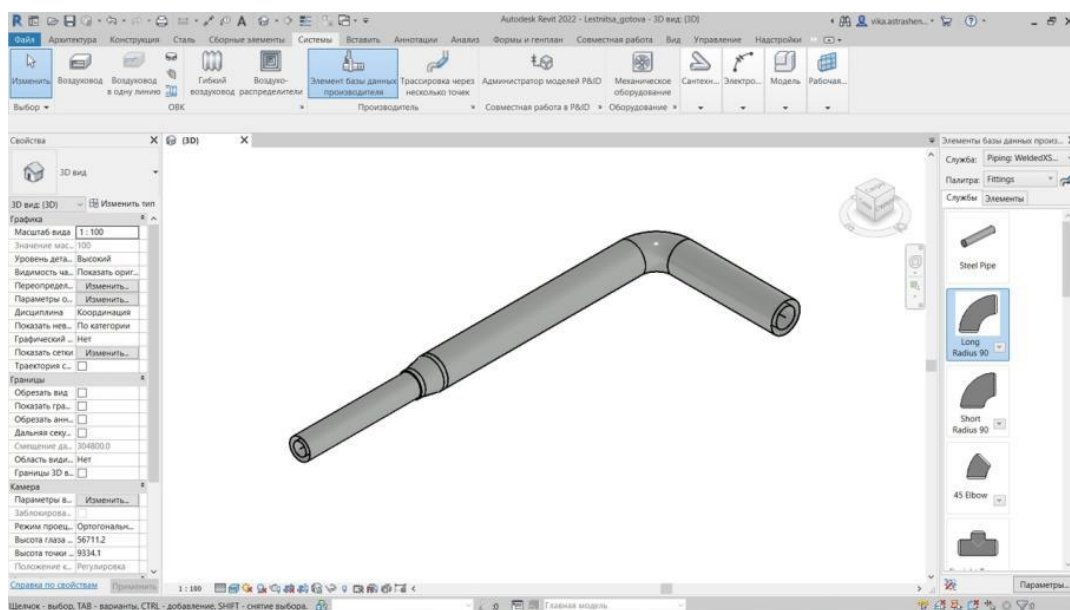 Autodesk Revit 2022 - Lestnitsa_gotova - 3D вид: {3D}
vika.astrashen...
Файл Архитектура Конструкция Сталь Сборные элементы Системы Вставить Аннотации Анализ Формы и генплан Совместная работа Вид Управление Надстройки
Изменить
Воздуховод
Воздуховод в одну линию
Гибкий воздуховод
Воздухо-
распределители
Элемент базы данных
производителя
Трассировка через
несколько точек
Администратор моделей P&ID
Механическое
оборудование
Сантехн...
Электро...
Модель
Рабочая...
Выбор
ОВК
Производитель
Совместная работа в P&ID
Оборудование
Свойства
{3D}
3D вид
3D вид: {3D}
Изменить тип
Графика
Масштаб вида 1 : 100
Значение мас... 100
Уровень дета... Высокий
Видимость ча... Показать ориг...
Переопредел... Изменить...
Параметры о... Изменить...
Дисциплина Координация
Показать нев... По категории
Графический ... Нет
Показать сетки Изменить...
Траектория с...
Границы
Обрезать вид
Показать гра...
Обрезать анн...
Дальняя секу...
Смещение да... 304800.0
Область види... Нет
Границы 3D в...
Камера
Параметры в... Изменить...
Заблокирова...
Режим проец... Ортогональн...
Высота глаза ... 56711.2
Высота точки ... 9334.1
Положение к... Регулировка
Справка по свойствам
Применить
1 : 100
Щелчок - выбор, TAB - варианты, CTRL - добавление, SHIFT - снятие выбора.
:0
Главная модель
:0
Элементы базы данных произ...
Служба: Piping: WeldedXS...
Палитра: Fittings
Службы Элементы
Steel Pipe
Long
Radius 90
Short
Radius 90
45 Elbow
Параметры...